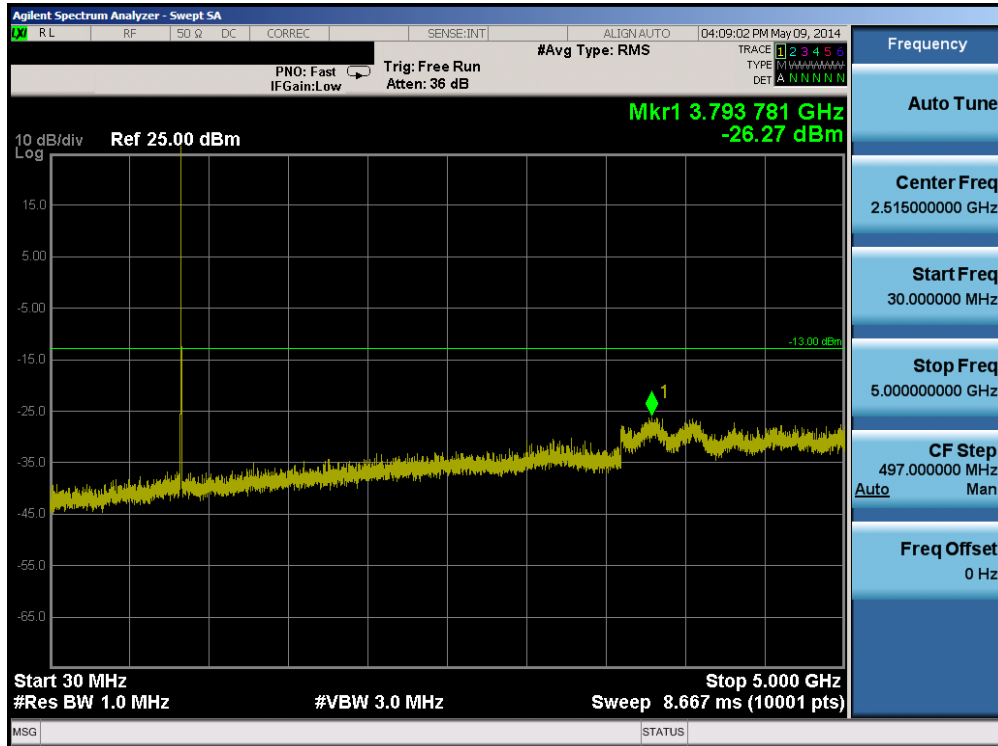 Agilent Spectrum Analyzer - Swept SA
LXI RL RF 50 Ω DC CORREC SENSE:INT ALIGNAUTO 04:09:02 PM May 09, 2014
#Avg Type: RMS TRACE 1 2 3 4 5 6
PNO: Fast Trig: Free Run TYPE M WWWWW
IFGain:Low Atten: 36 dB DET A N N N N N
Mkr1 3.793 781 GHz
-26.27 dBm
10 dB/div Ref 25.00 dBm
Log
15.0
5.00
-5.00
-13.00 dBm
-15.0
1
-25.0
-35.0
-45.0
-55.0
-65.0
Start 30 MHz Stop 5.000 GHz
#Res BW 1.0 MHz #VBW 3.0 MHz Sweep 8.667 ms (10001 pts)
MSG STATUS
Frequency
Auto Tune
Center Freq
2.515000000 GHz
Start Freq
30.000000 MHz
Stop Freq
5.000000000 GHz
CF Step
497.000000 MHz
Auto Man
Freq Offset
0 Hz